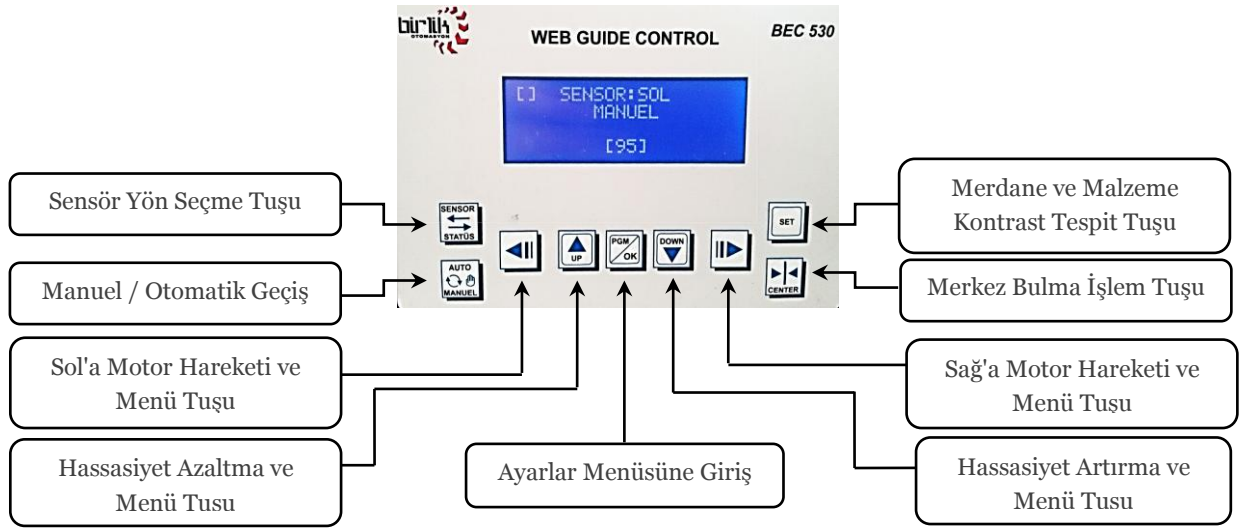 birlik
OTOMASYON
WEB GUIDE CONTROL
BEC 530
[] SENSOR:SOL
MANUEL
[95]
Sensör Yön Seçme Tuşu
Manuel / Otomatik Geçiş
Sol'a Motor Hareketi ve
Menü Tuşu
Hassasiyet Azaltma ve
Menü Tusu
SENSOR
STATÜS
AUTO
MANUEL
UP
PGM
OK
DOWN
SET
CENTER
Ayarlar Menüsüne Giriş
Merdane ve Malzeme
Kontrast Tespit Tuşu
Merkez Bulma İşlem Tuşu
Sağ'a Motor Hareketi ve
Menü Tuşu
Hassasiyet Artırma ve
Menü Tusu